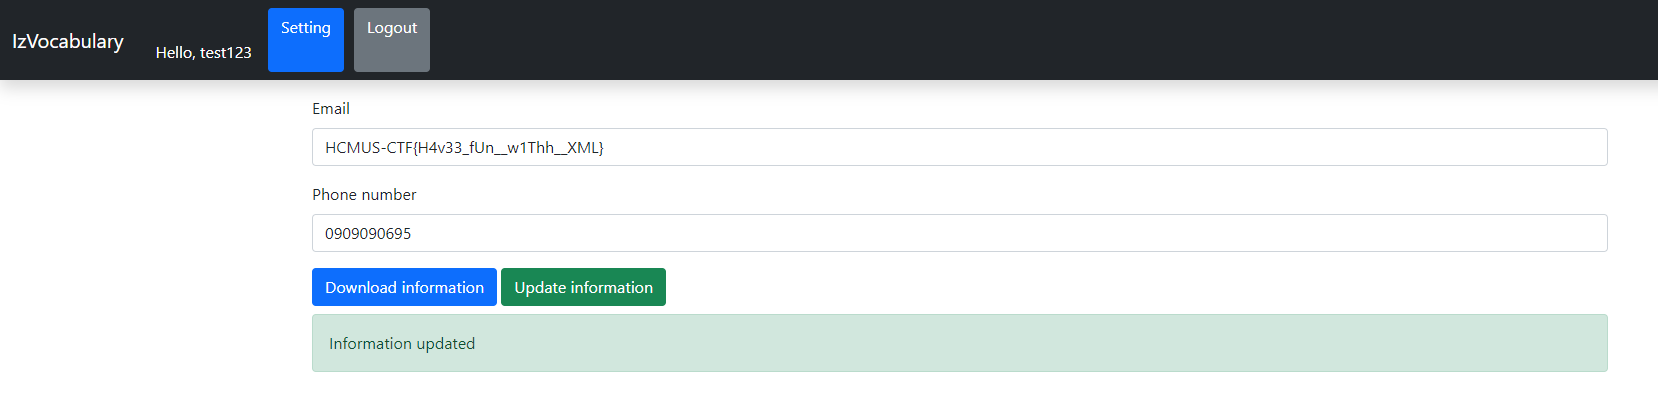 IzVocabulary
Hello, test123
Setting
Logout
Email
HCMUS-CTF{H4v33_fUn__w1Thh__XML}
Phone number
0909090695
Download information
Update information
Information updated